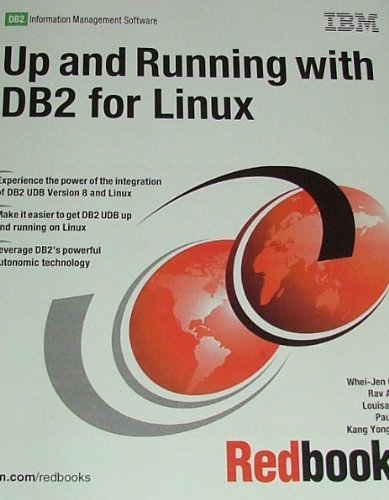 DB2 Information Management Software
IBM
Up and Running with
DB2 for Linux
Experience the power of the integration
of DB2 UDB Version 8 and Linux
Make it easier to get DB2 UDB up
and running on Linux
Leverage DB2's powerful
autonomic technology
Whei-Jen
Rav A
Louisa
Pau
Kang Yong
Redbook
m.com/redbooks